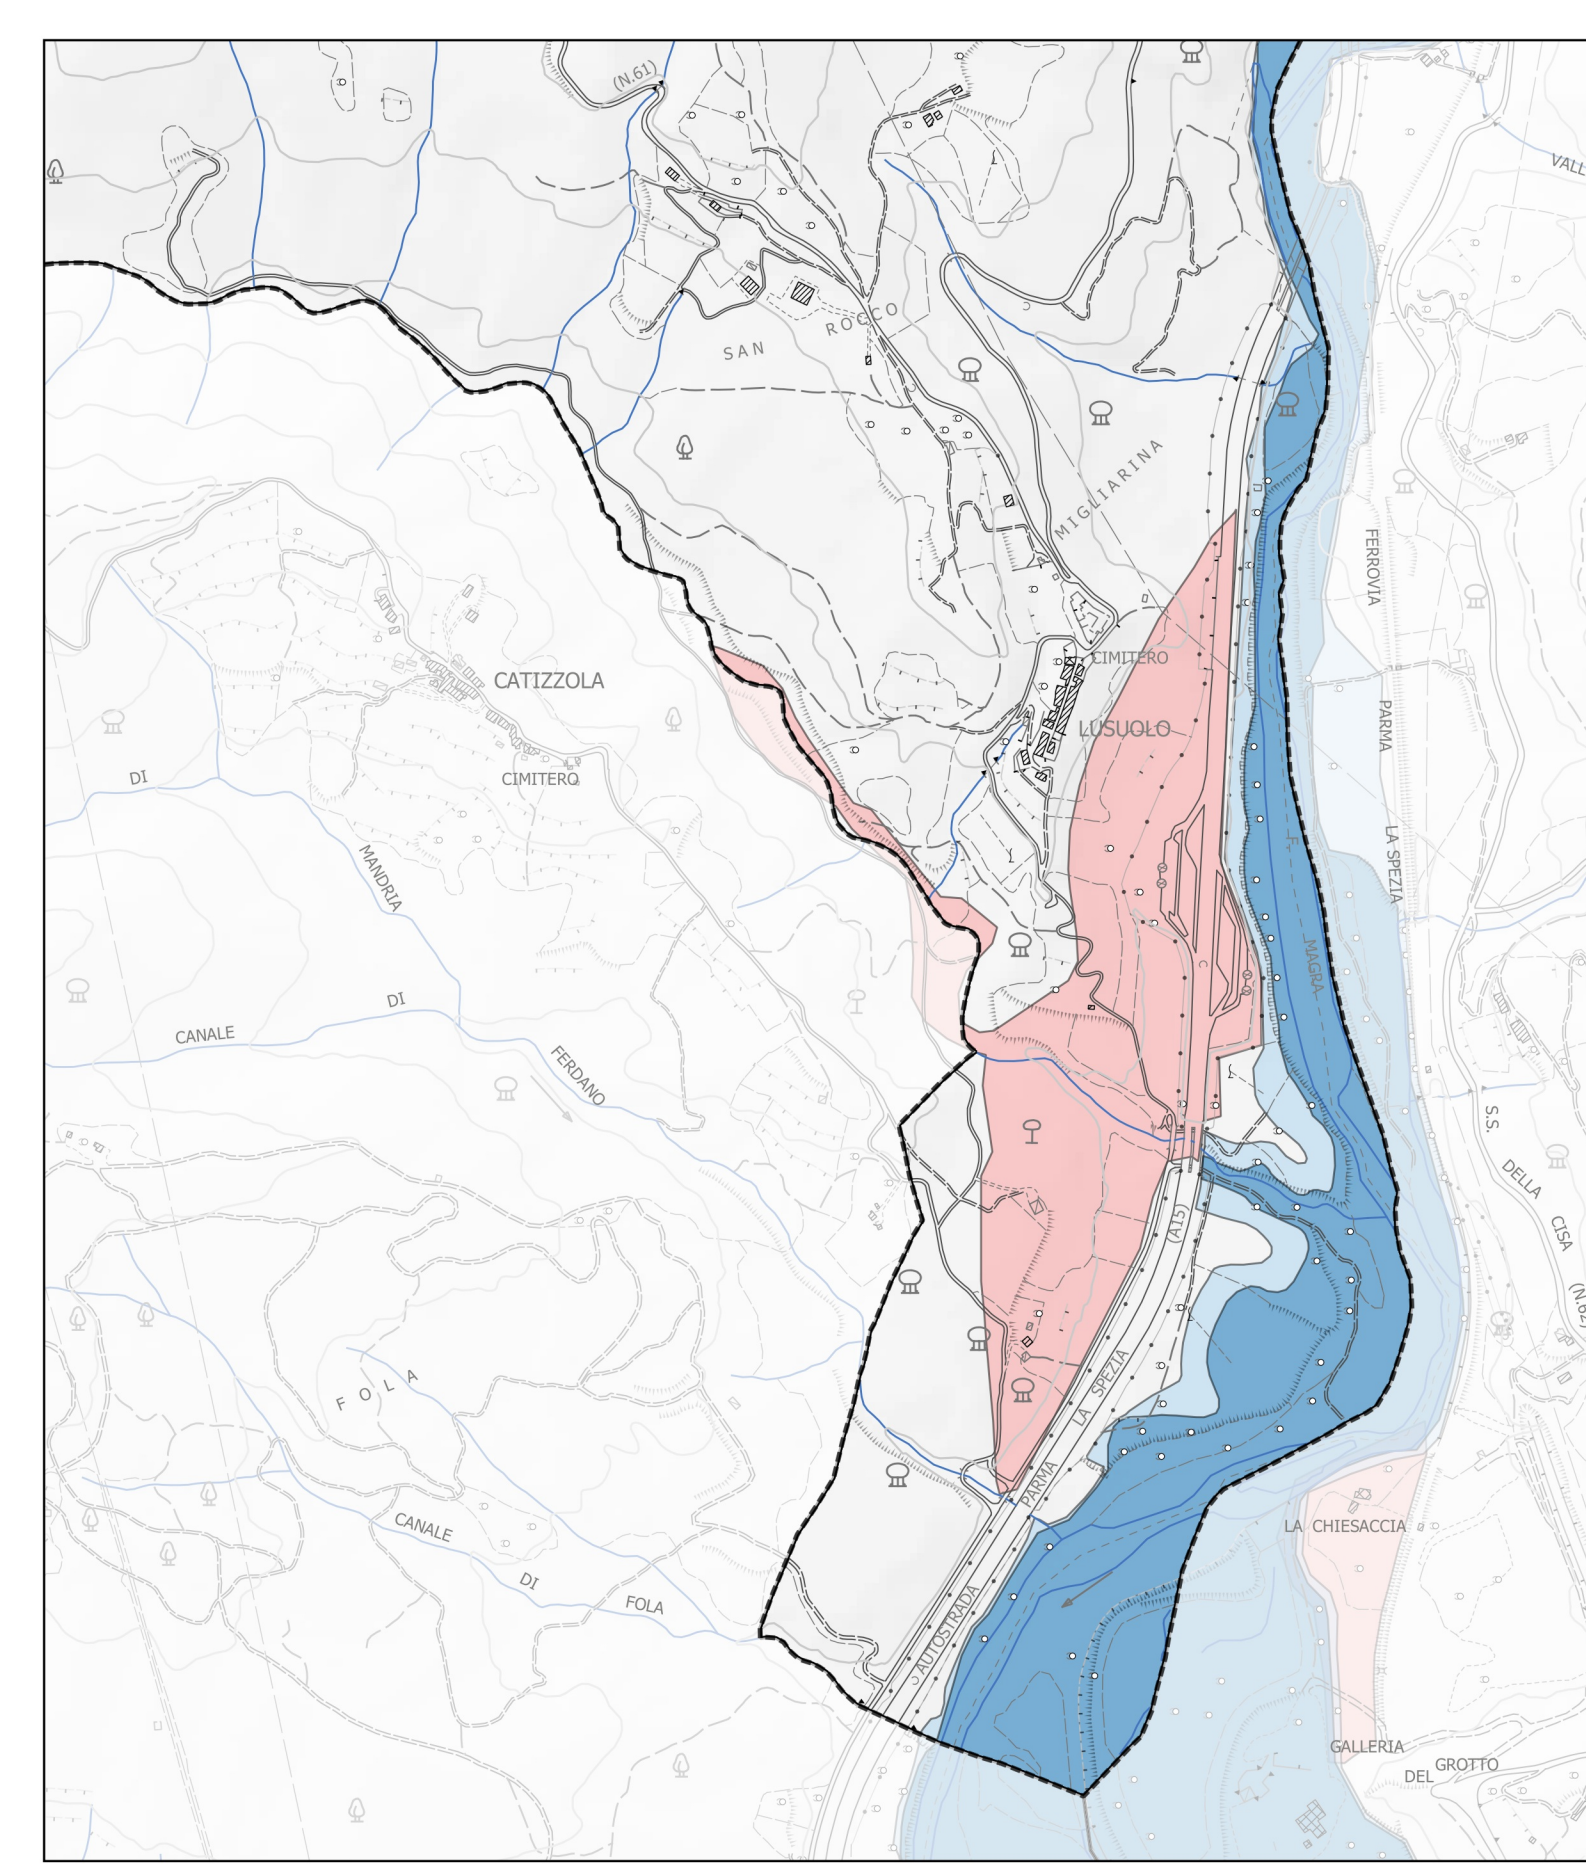 (N.61)
VALL
SAN ROCCO
MIGLIARINA
FERROVIA
CIMITERO
CATIZZOLA
LUSUOLO
PARMA
DI
CIMITERO
LA SPEZIA
F.
MANDRIA
MAGRA
DI
CANALE
FERDANO
S.S.
DELLA
CISA
(A15)
(N.62)
FOLA
LA SPEZIA
PARMA
CANALE
LA CHIESACCIA
DI
FOLA
AUTOSTRADA
GALLERIA
DEL GROTTO